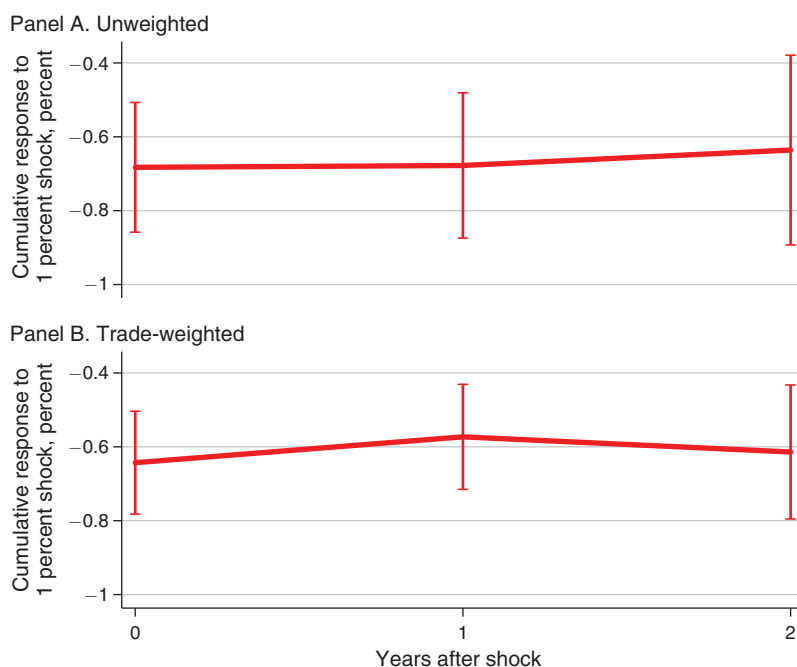 Panel A. Unweighted
Cumulative response to
1 percent shock, percent
−0.4
−0.6
−0.8
−1
Panel B. Trade-weighted
Cumulative response to
1 percent shock, percent
−0.4
−0.6
−0.8
−1
0 1 2
Years after shock